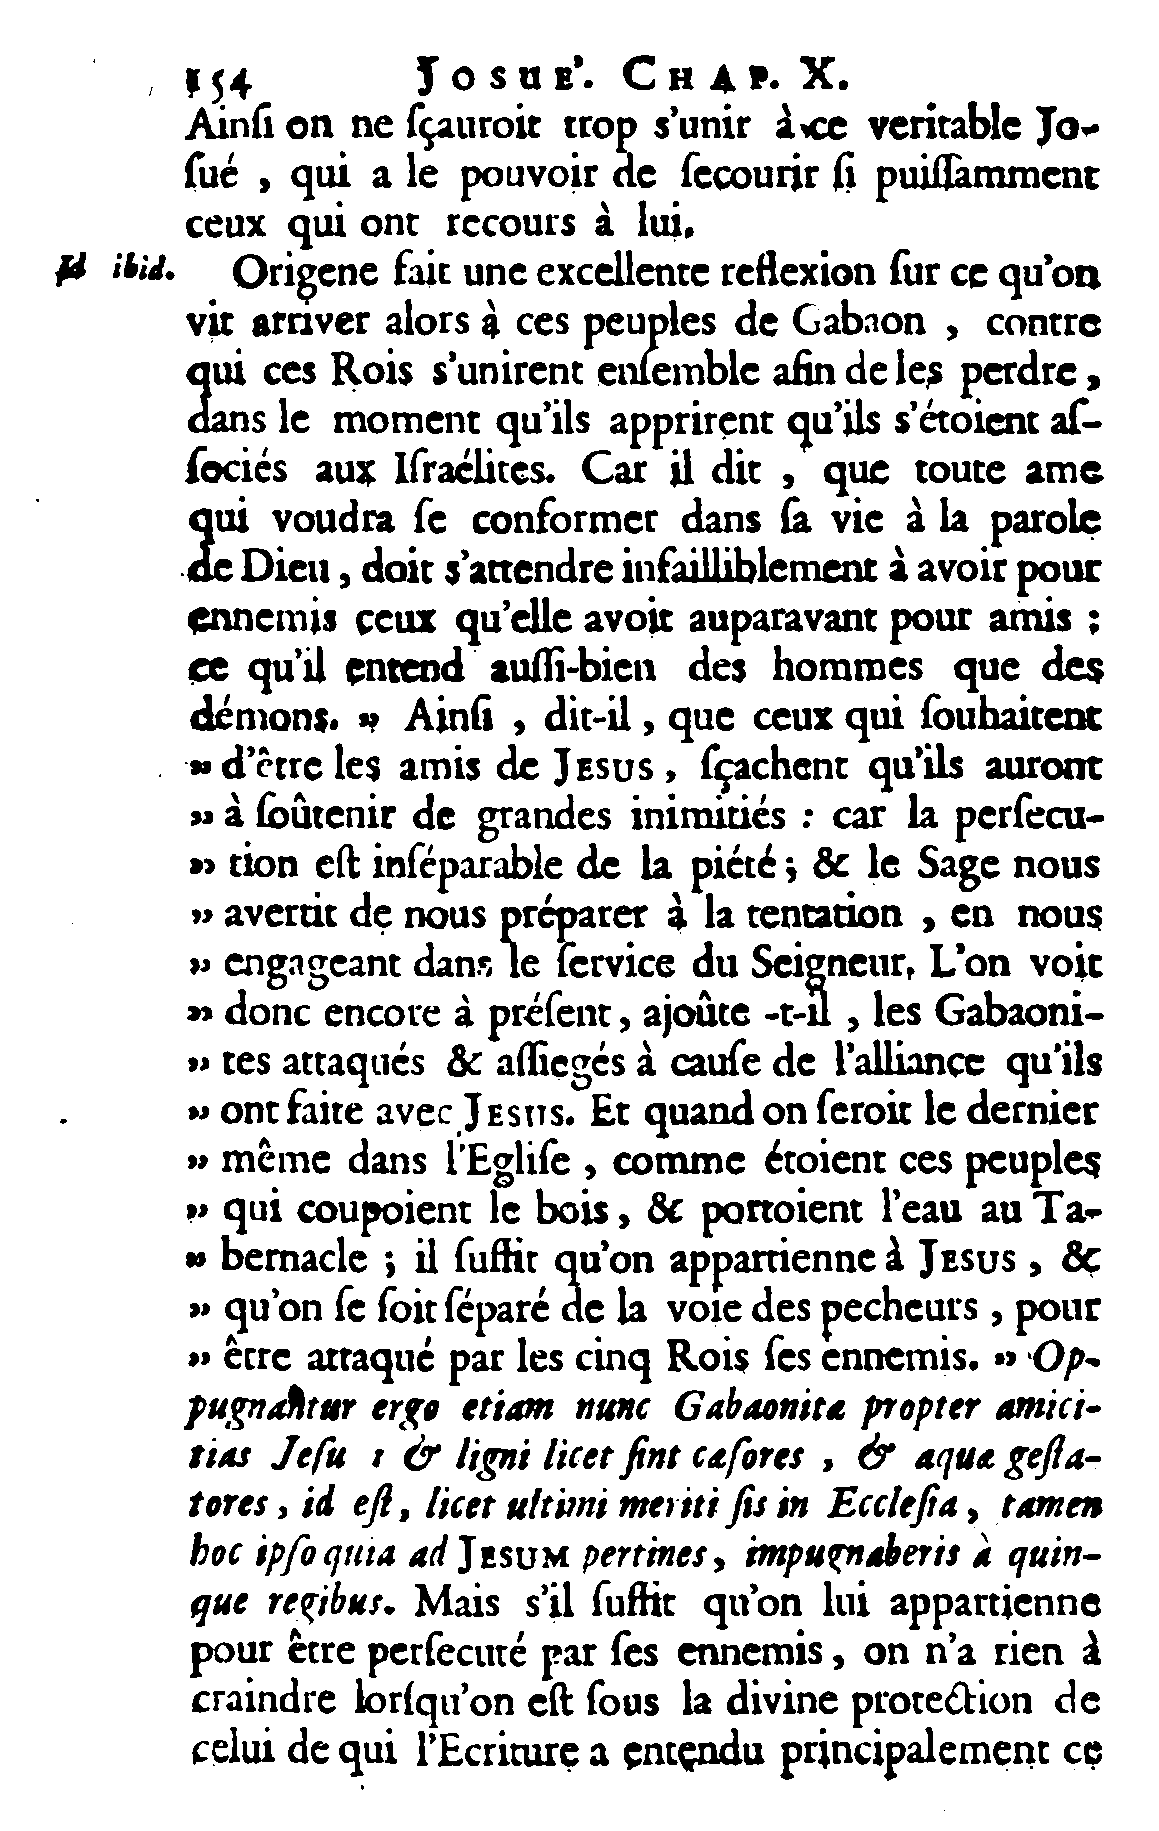 154 JOSUE'. CHAP. X.
Ainſi on ne ſçauroit trop s'unir à ce veritable Jo-
ſué , qui a le pouvoir de ſecourir ſi puiſſamment
ceux qui ont recours à lui.
Id ibid. Origene fait une excellente reflexion ſur ce qu'on
vit arriver alors à ces peuples de Gabaon , contre
qui ces Rois s'unirent enſemble afin de les perdre ,
dans le moment qu'ils apprirent qu'ils s'étoient aſ-
ſociés aux Iſraélites. Car il dit , que toute ame
qui voudra ſe conformer dans ſa vie à la parole
de Dieu , doit s'attendre infailliblement à avoir pour
ennemis ceux qu'elle avoit auparavant pour amis ;
ce qu'il entend auſſi-bien des hommes que des
démons. » Ainſi , dit-il , que ceux qui ſouhaitent
» d'être les amis de JESUS , ſçachent qu'ils auront
» à ſoûtenir de grandes inimitiés : car la perſecu-
» tion eſt inſéparable de la piété ; & le Sage nous
» avertit de nous préparer à la tentation , en nous
» engageant dans le ſervice du Seigneur. L'on voit
» donc encore à préſent , ajoûte -t-il , les Gabaoni-
» tes attaqués & aſſiegés à cauſe de l'alliance qu'ils
» ont faite avec JESUS. Et quand on ſeroit le dernier
» même dans l'Egliſe , comme étoient ces peuples
» qui coupoient le bois , & portoient l'eau au Ta-
» bernacle ; il ſuffit qu'on appartienne à JESUS , &
» qu'on ſe ſoit ſéparé de la voie des pecheurs , pour
» être attaqué par les cinq Rois ſes ennemis. » Op-
pugnantur ergo etiam nunc Gabaonitæ propter amici-
tias Jeſu , & ligni licet ſint cæſores , & aquæ geſta-
tores , id eſt , licet ultimi meriti ſis in Eccleſia , tamen
hoc ipſo quia ad JESUM pertines , impugnaberis à quin-
que regibus. Mais s'il ſuffit qu'on lui appartienne
pour être perſecuté par ſes ennemis , on n'a rien à
craindre lorſqu'on eſt ſous la divine protection de
celui de qui l'Ecriture a entendu principalement ce